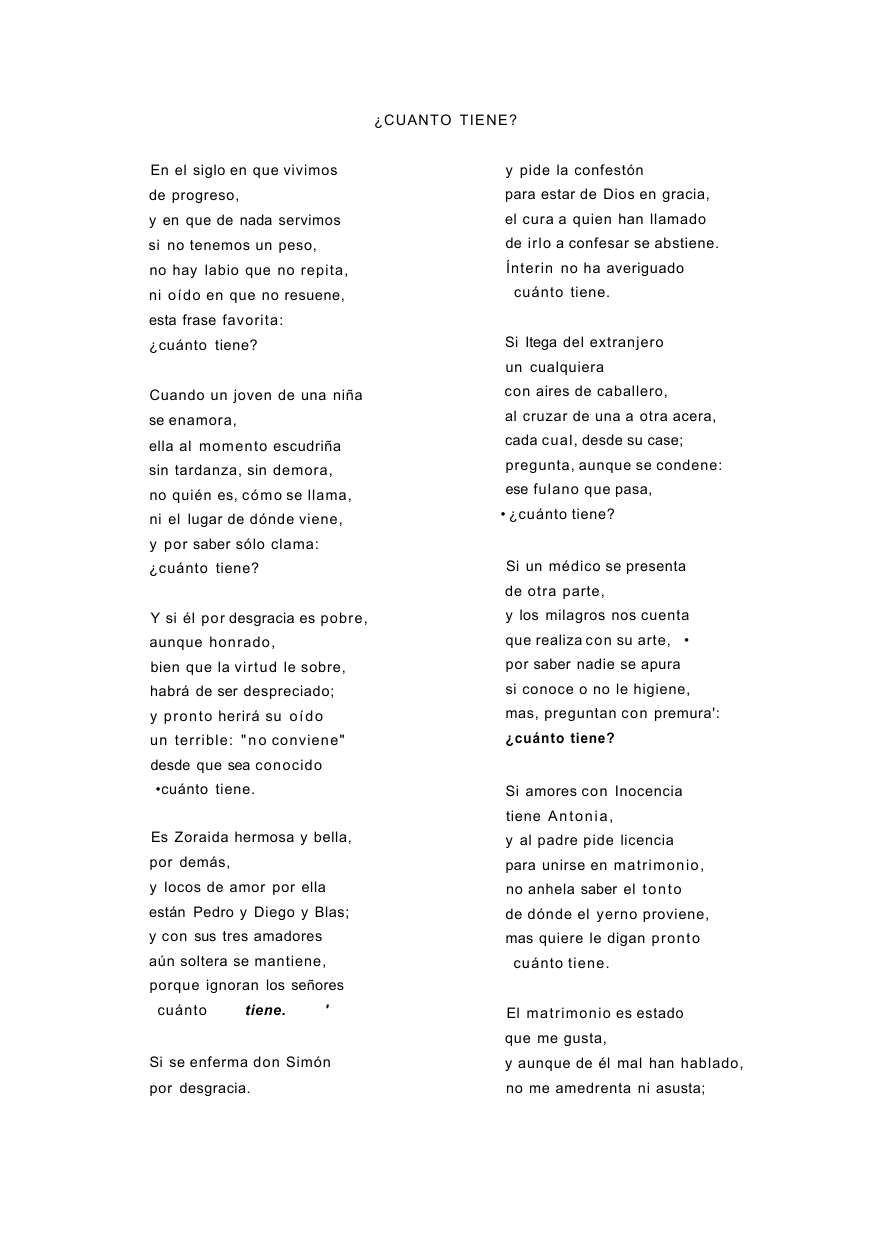 ¿CUANTO TIENE?
En el siglo en que vivimos
de progreso,
y en que de nada servimos
si no tenemos un peso,
no hay labio que no repita,
ni oído en que no resuene,
esta frase favorita:
¿cuánto tiene?
Cuando un joven de una niña
se enamora,
ella al momento escudriña
sin tardanza, sin demora,
no quién es, cómo se llama,
ni el lugar de dónde viene,
y por saber sólo clama:
¿cuánto tiene?
Y si él por desgracia es pobre,
aunque honrado,
bien que la virtud le sobre,
habrá de ser despreciado;
y pronto herirá su oído
un terrible: "no conviene"
desde que sea conocido
•cuánto tiene.
Es Zoraida hermosa y bella,
por demás,
y locos de amor por ella
están Pedro y Diego y Blas;
y con sus tres amadores
aún soltera se mantiene,
porque ignoran los señores
cuánto tiene. '
Si se enferma don Simón
por desgracia.
y pide la confestón
para estar de Dios en gracia,
el cura a quien han llamado
de irlo a confesar se abstiene.
Ínterin no ha averiguado
cuánto tiene.
Si ltega del extranjero
un cualquiera
con aires de caballero,
al cruzar de una a otra acera,
cada cual, desde su case;
pregunta, aunque se condene:
ese fulano que pasa,
• ¿cuánto tiene?
Si un médico se presenta
de otra parte,
y los milagros nos cuenta
que realiza con su arte, •
por saber nadie se apura
si conoce o no le higiene,
mas, preguntan con premura':
¿cuánto tiene?
Si amores con Inocencia
tiene Antonia,
y al padre pide licencia
para unirse en matrimonio,
no anhela saber el tonto
de dónde el yerno proviene,
mas quiere le digan pronto
cuánto tiene.
El matrimonio es estado
que me gusta,
y aunque de él mal han hablado,
no me amedrenta ni asusta;